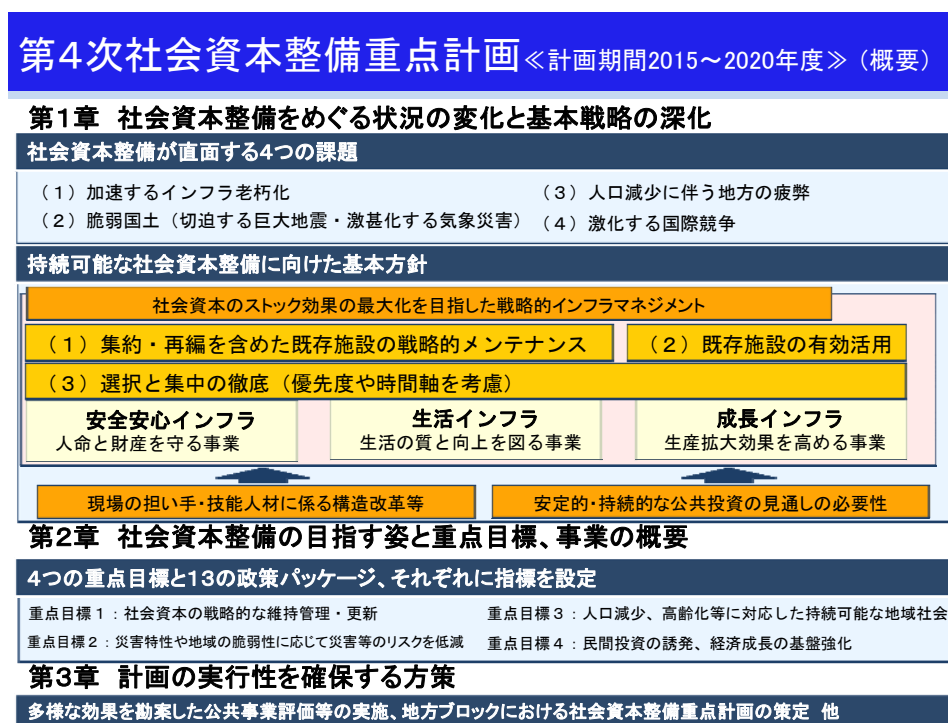 第4次社会資本整備重点計画≪計画期間2015～2020年度≫（概要）
第1章 社会資本整備をめぐる状況の変化と基本戦略の深化
社会資本整備が直面する4つの課題
（１）加速するインフラ老朽化
（２）脆弱国土（切迫する巨大地震・激甚化する気象災害）
（３）人口減少に伴う地方の疲弊
（４）激化する国際競争
持続可能な社会資本整備に向けた基本方針
社会資本のストック効果の最大化を目指した戦略的インフラマネジメント
（１）集約・再編を含めた既存施設の戦略的メンテナンス
（２）既存施設の有効活用
（３）選択と集中の徹底（優先度や時間軸を考慮）
安全安心インフラ
人命と財産を守る事業
生活インフラ
生活の質と向上を図る事業
成長インフラ
生産拡大効果を高める事業
現場の担い手・技能人材に係る構造改革等
安定的・持続的な公共投資の見通しの必要性
第2章 社会資本整備の目指す姿と重点目標、事業の概要
4つの重点目標と13の政策パッケージ、それぞれに指標を設定
重点目標１：社会資本の戦略的な維持管理・更新
重点目標２：災害特性や地域の脆弱性に応じて災害等のリスクを低減
重点目標３：人口減少、高齢化等に対応した持続可能な地域社会
重点目標４：民間投資の誘発、経済成長の基盤強化
第3章 計画の実行性を確保する方策
多様な効果を勘案した公共事業評価等の実施、地方ブロックにおける社会資本整備重点計画の策定 他